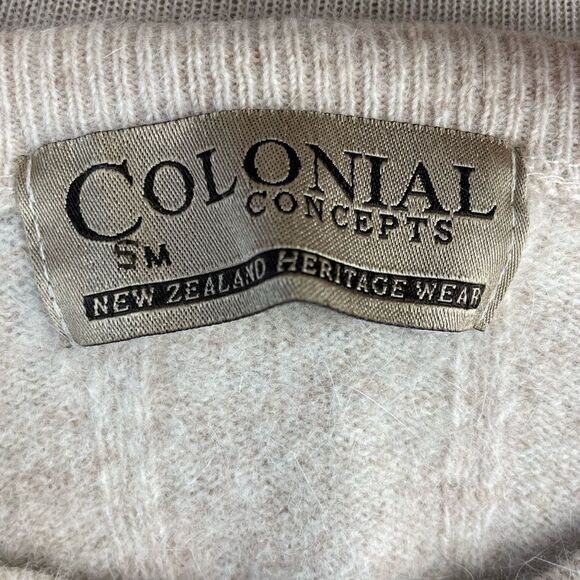 COLONIAL
CONCEPTS
SM
NEW ZEALAND HERITAGE WEAR